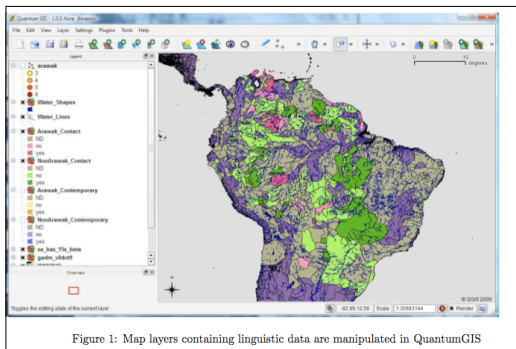 Quantum GIS - 1.0.1-Kore Amazon
File Edit View Layer Settings Plugins Tools Help
Legend
arawak
3
4
5
6
Water_Shapes
Water_Lines
Arawak_Contact
ND
no
yes
NonArawak_Contact
ND
no
yes
Arawak_Contemporary
ND
no
yes
NonArawak_Contemporary
ND
no
yes
sa_bas_15s_beta
Overview
Toggles the editing state of the current layer
0 10
degrees
© QGIS 2009
Scale 1:30683144 Render
Figure 1: Map layers containing linguistic data are manipulated in QuantumGIS